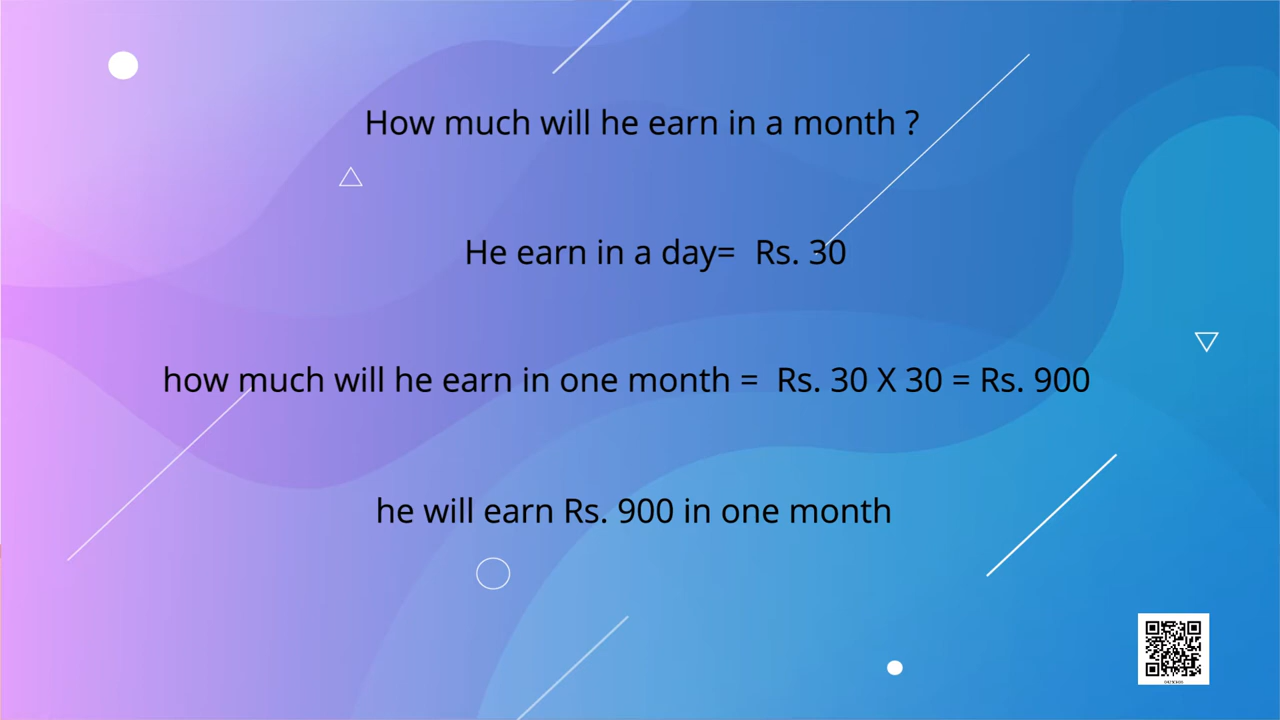 How much will he earn in a month ?
He earn in a day= Rs. 30
how much will he earn in one month = Rs. 30 X 30 = Rs. 900
he will earn Rs. 900 in one month